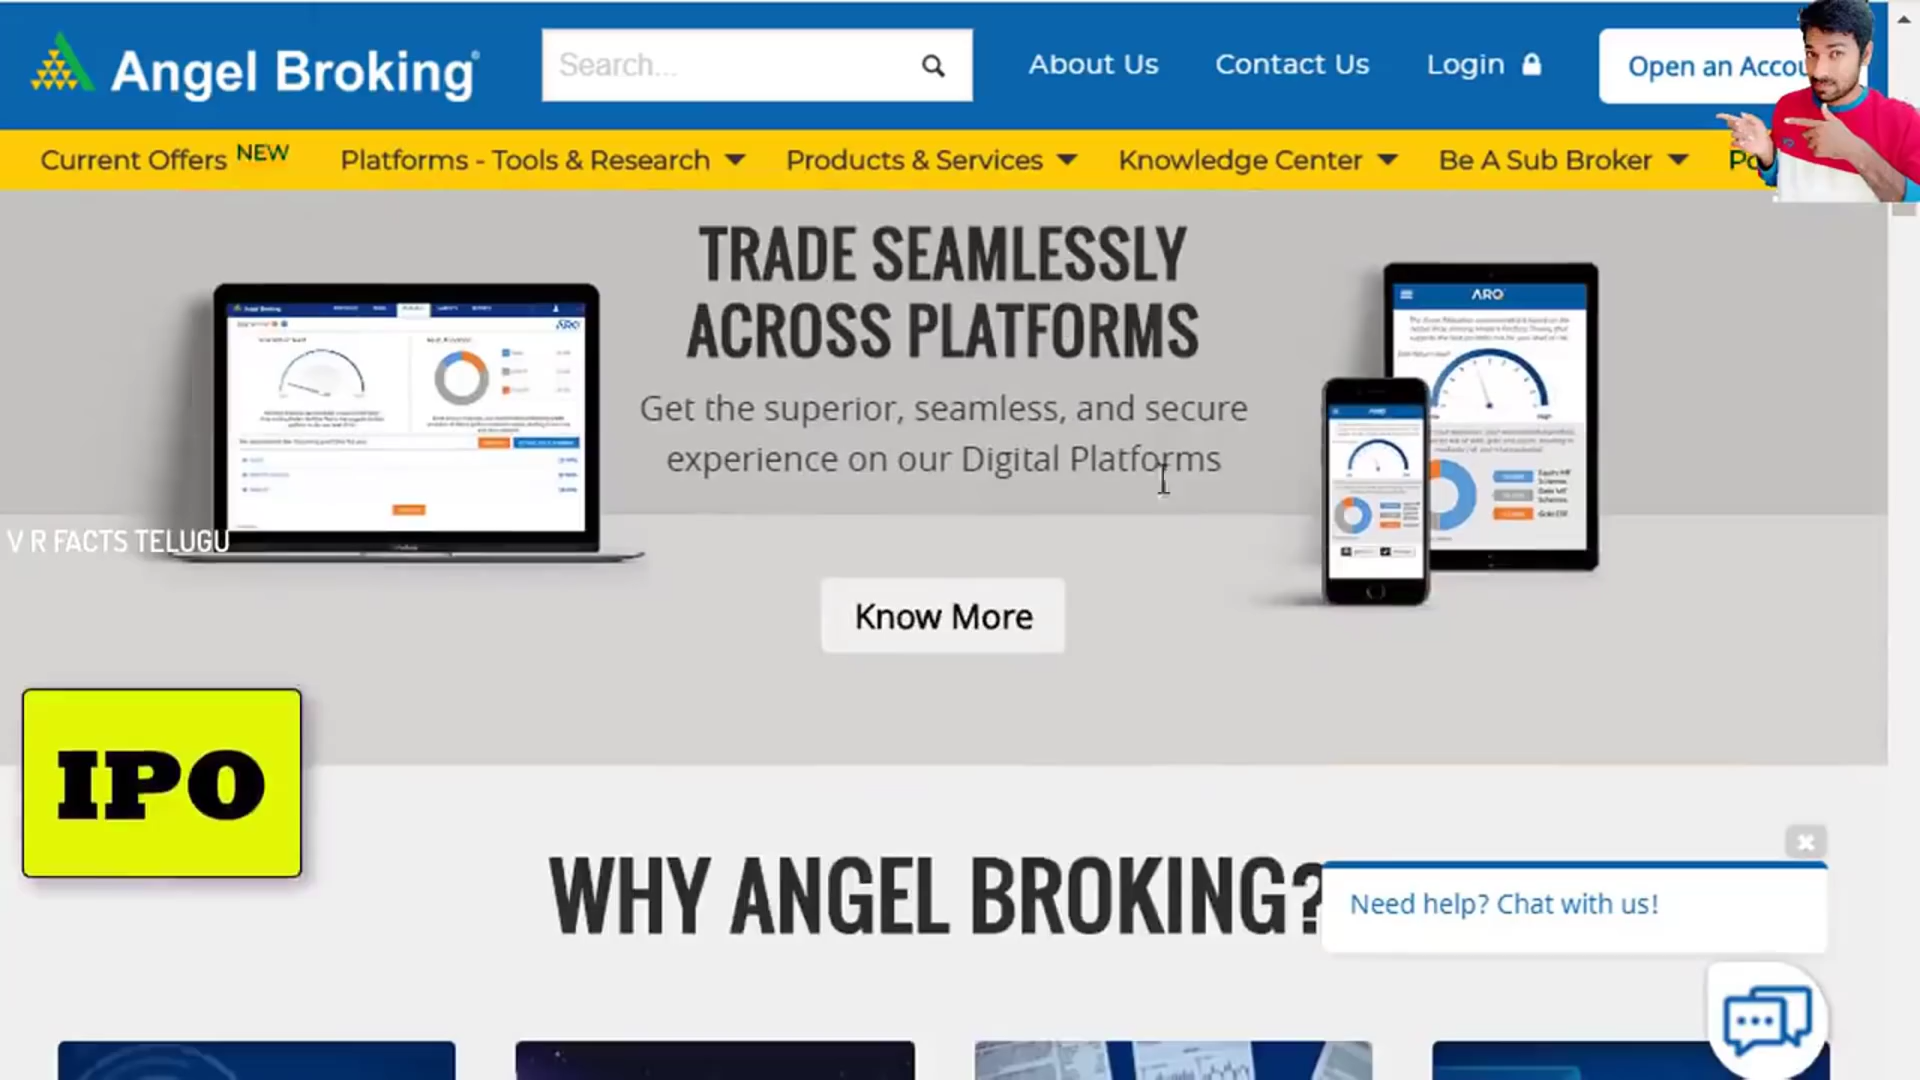 Angel Broking
Search...
About Us
Contact Us
Login
Open an Accou
Current Offers NEW
Platforms - Tools & Research
Products & Services
Knowledge Center
Be A Sub Broker
TRADE SEAMLESSLY
ACROSS PLATFORMS
Get the superior, seamless, and secure
experience on our Digital Platforms
Know More
ARQ
V R FACTS TELUGU
IPO
WHY ANGEL BROKING?
Need help? Chat with us!